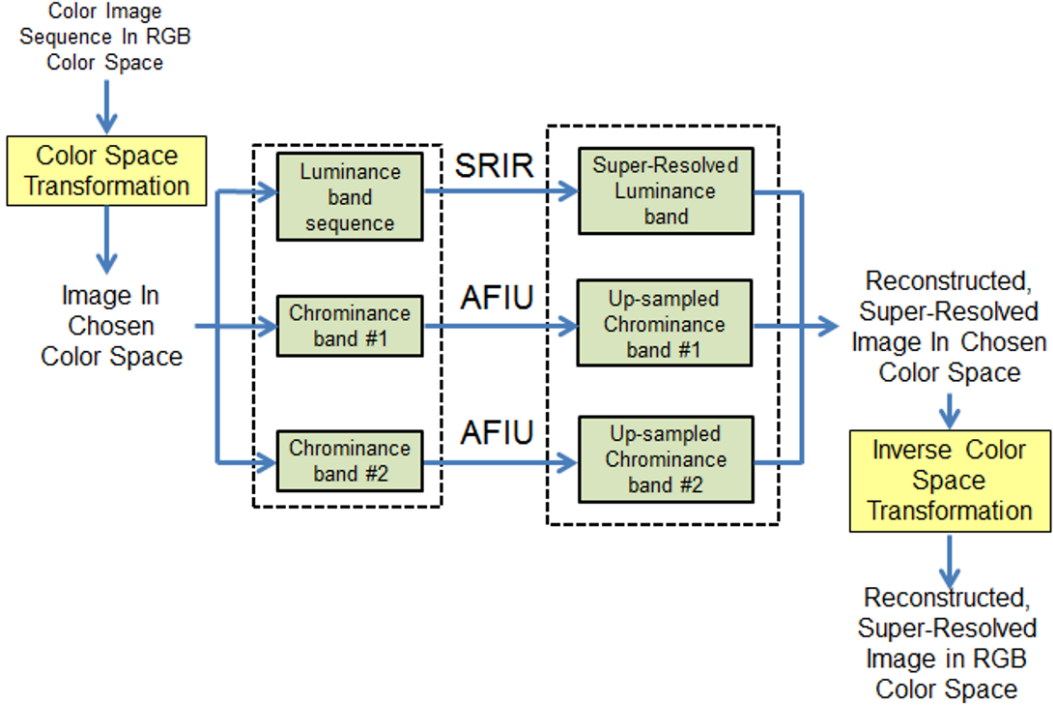 Color Image
Sequence In RGB
Color Space
Color Space
Transformation
Image In
Chosen
Color Space
Luminance
band
sequence
SRIR
Super-Resolved
Luminance
band
Chrominance
band #1
AFIU
Up-sampled
Chrominance
band #1
Chrominance
band #2
AFIU
Up-sampled
Chrominance
band #2
Reconstructed,
Super-Resolved
Image In Chosen
Color Space
Inverse Color
Space
Transformation
Reconstructed,
Super-Resolved
Image in RGB
Color Space